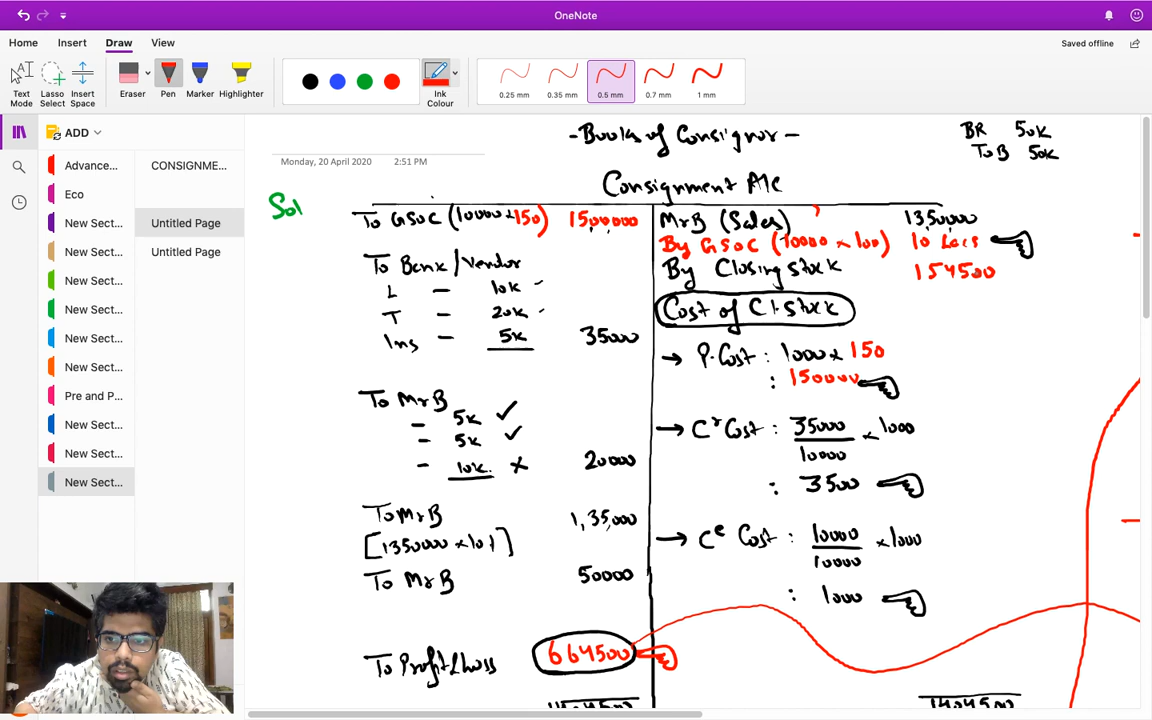 OneNote
Home Insert Draw View
Saved offline
Text Mode
Lasso Select
Insert Space
Eraser
Pen
Marker
Highlighter
Ink Colour
0.25 mm
0.35 mm
0.5 mm
0.7 mm
1 mm
ADD
Advance...
Eco
New Sect...
New Sect...
New Sect...
New Sect...
New Sect...
New Sect...
Pre and P...
New Sect...
New Sect...
New Sect...
CONSIGNME...
Untitled Page
Untitled Page
Monday, 20 April 2020 2:51 PM
- Books of Consignor -
BR 50k
To B 50k
Consignment A/c
Sol
To GSOC (10000 x 150) 1500000
To Bank/Vendor
L - 10k -
T - 20k -
Ins - 5k 35000
To Mr B
- 5k ✓
- 5k ✓
- 10k. x 20000
To Mr B 1,35,000
[1350000 x 10%]
To Mr B 50000
To Profit & Loss 664500
Mr B (Sales) 1350000
By GSOC (10000 x 100) 10 Lacs
By Closing stock 154500
Cost of Cl. Stock
→ P. Cost : 1000 x 150
: 150000
→ Cr Cost : 35000 x 1000
10000
: 3500
→ Ce Cost : 10000 x 1000
10000
: 1000